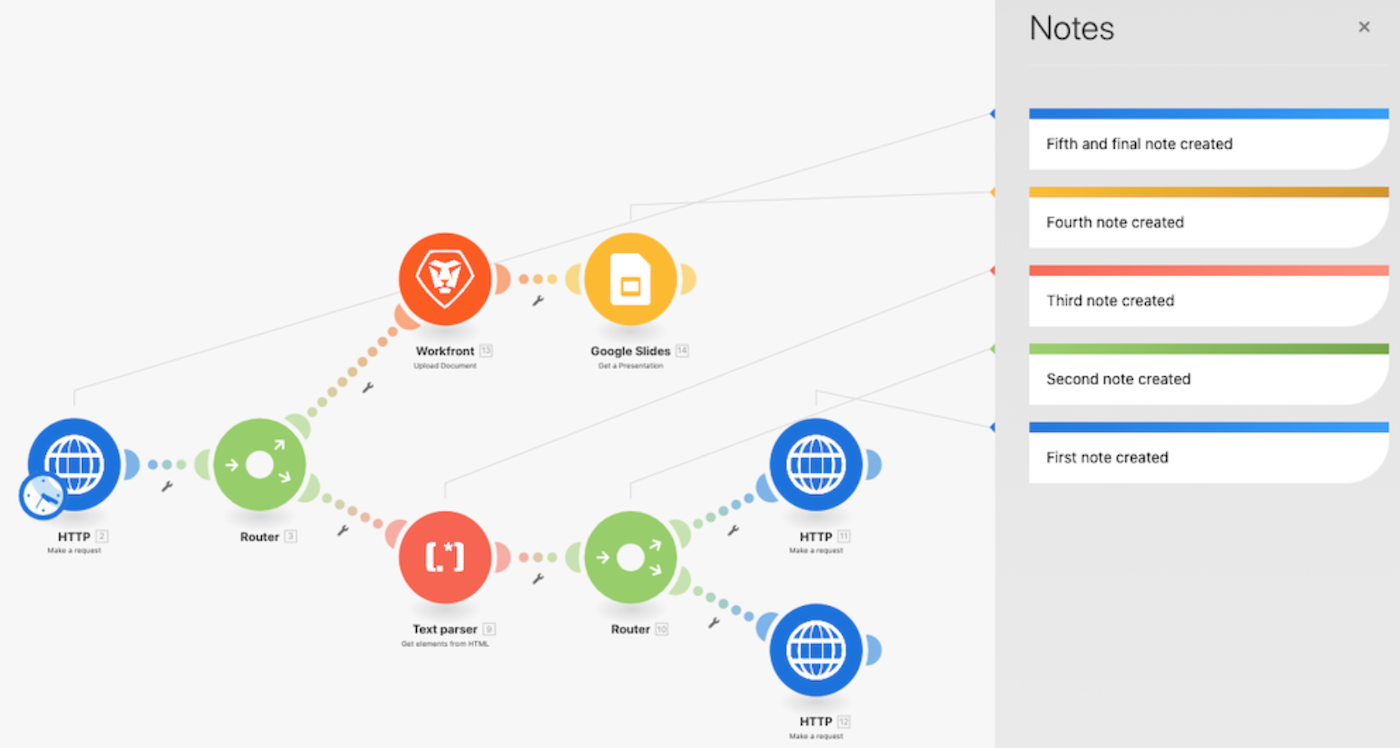 Notes
×
Fifth and final note created
Fourth note created
Third note created
Second note created
First note created
Workfront 13
Upload Document
Google Slides 14
Get a Presentation
HTTP 2
Make a request
Router 3
HTTP 11
Make a request
[.*]
Text parser 9
Get elements from HTML
Router 10
HTTP 12
Make a request